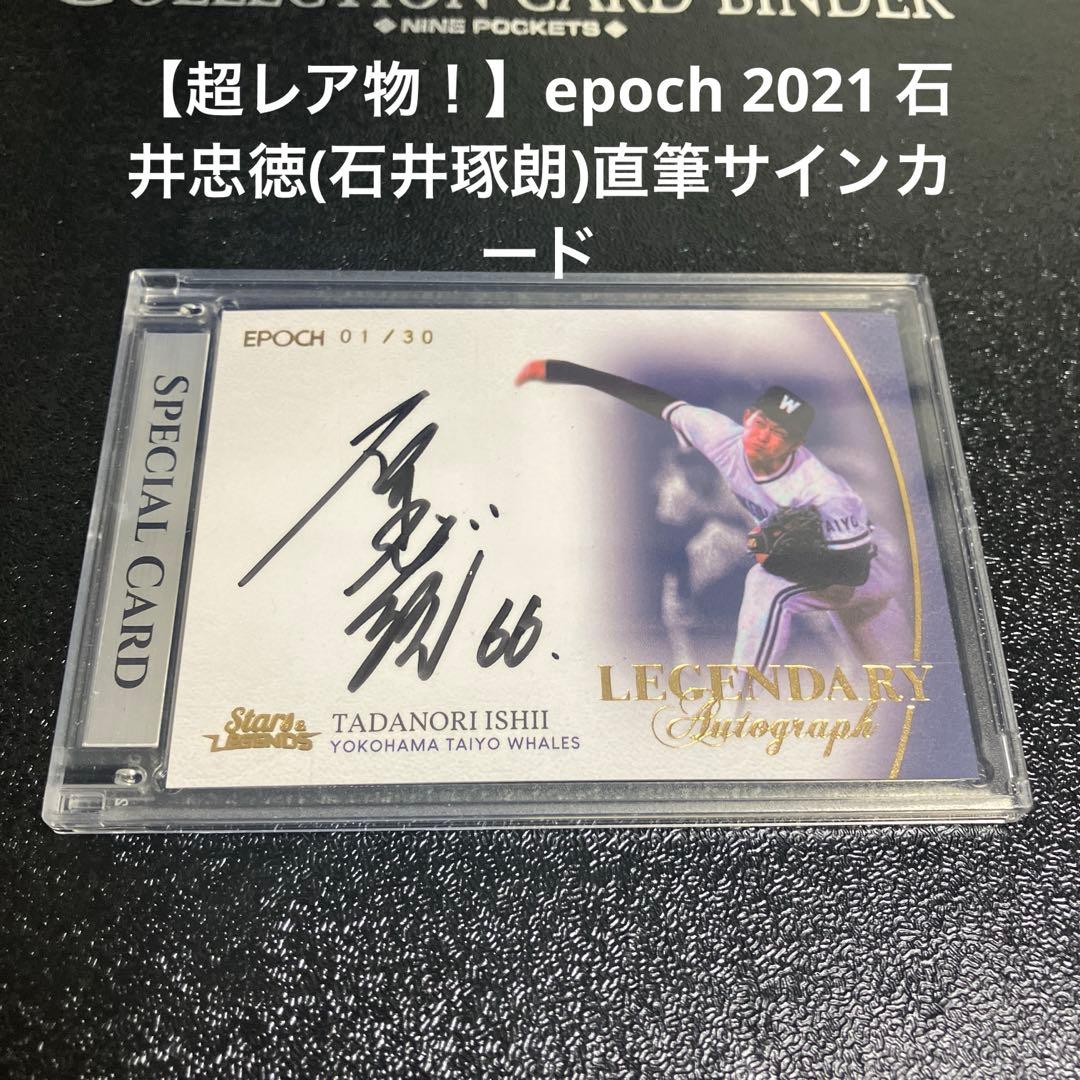 COLLECTION CARD BINDER
◆NINE POCKETS◆
【超レア物！】epoch 2021 石
井忠徳(石井琢朗)直筆サインカ
ード
SPECIAL CARD
EPOCH 01/30
W
TAIYO
66.
LEGENDARY
Autograph
Stars &
LEGENDS
TADANORI ISHII
YOKOHAMA TAIYO WHALES